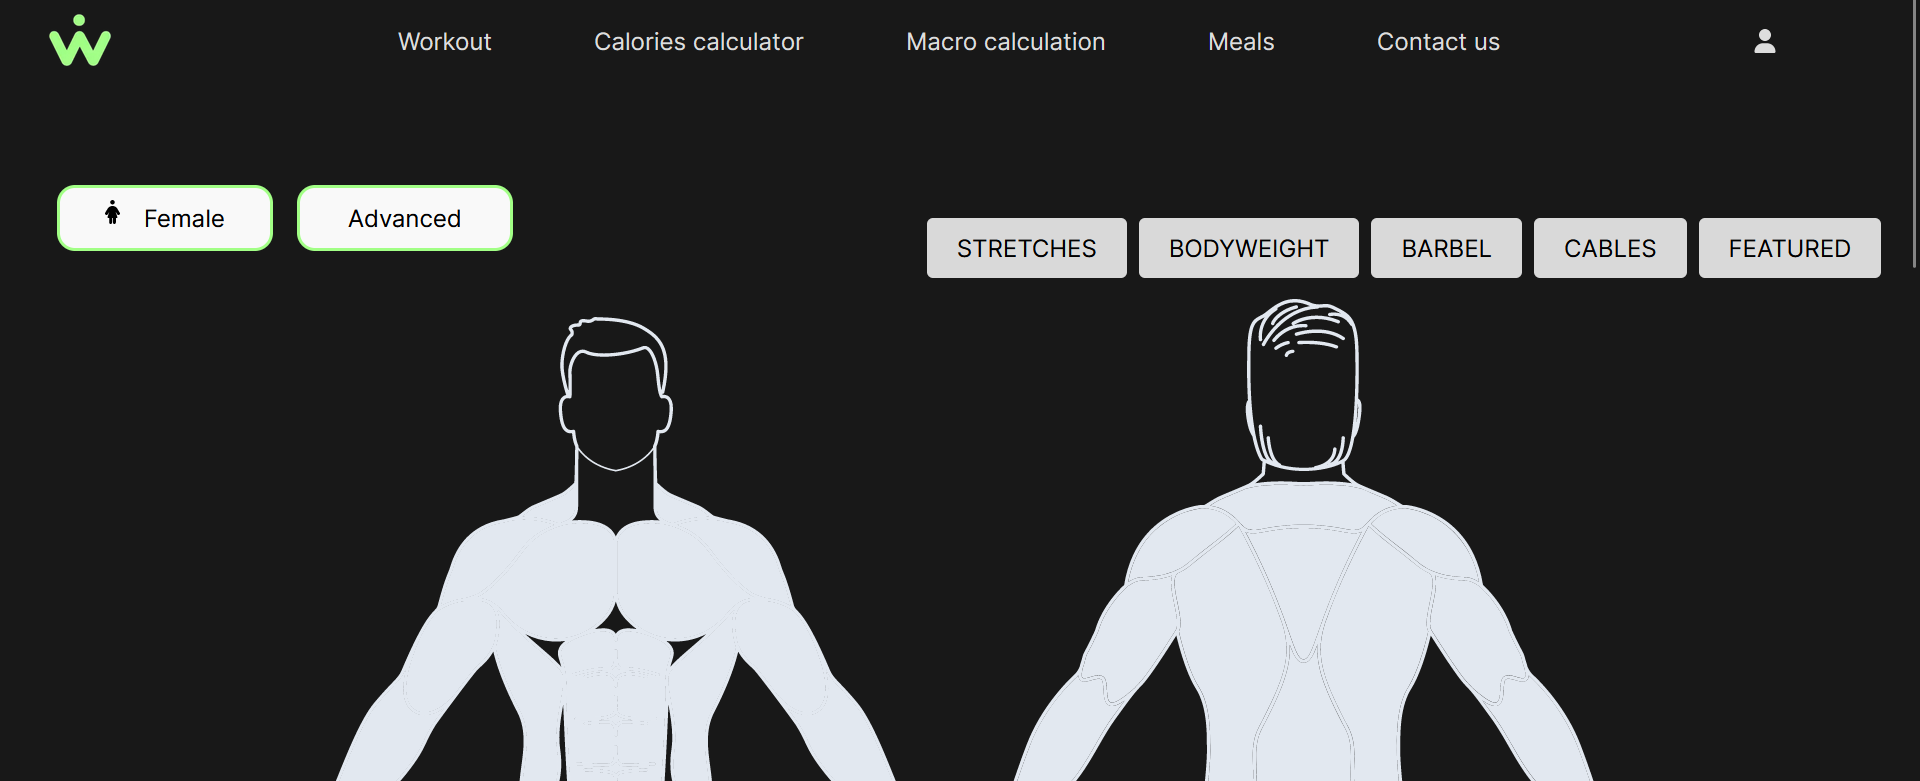 Workout
Calories calculator
Macro calculation
Meals
Contact us
Female
Advanced
STRETCHES
BODYWEIGHT
BARBEL
CABLES
FEATURED